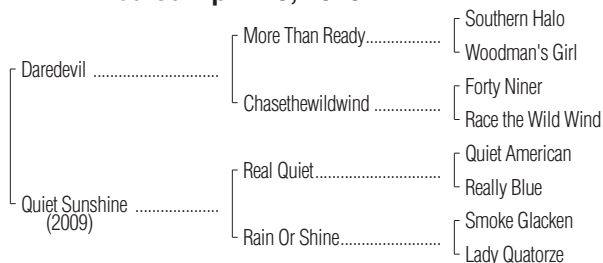 Southern Halo
More Than Ready..................
Woodman's Girl
Daredevil ..............................
Forty Niner
Chasethewildwind ................
Race the Wild Wind
Quiet American
Real Quiet..............................
Really Blue
Quiet Sunshine ....................
(2009)
Smoke Glacken
Rain Or Shine........................
Lady Quatorze